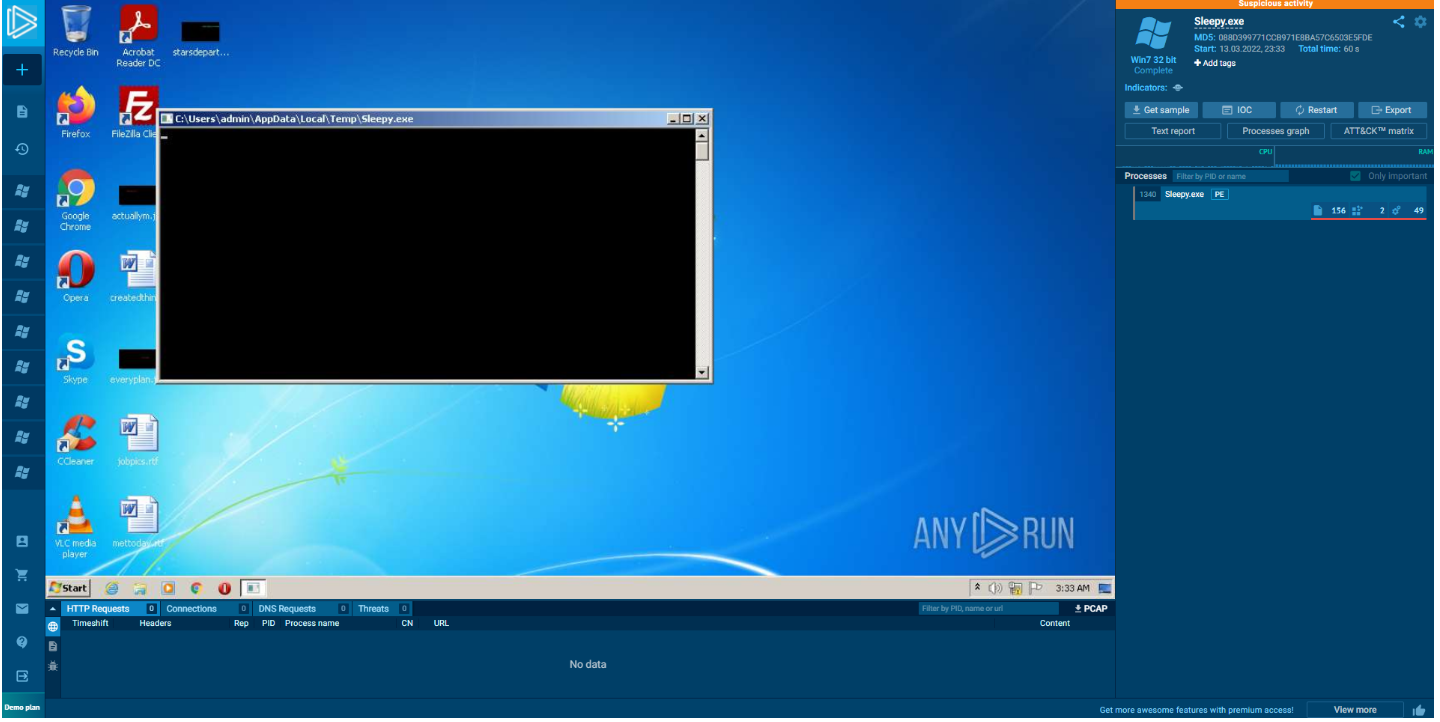 Recycle Bin
Acrobat Reader DC
starsdepart...
Firefox
FileZilla Clie
Google Chrome
actuallym.j
Opera
createdthin
Skype
everyplan.
CCleaner
jobpics.rtf
VLC media player
mettoday.rtf
C:\Users\admin\AppData\Local\Temp\Sleepy.exe
ANY RUN
Start
3:33 AM
HTTP Requests 0 Connections 0 DNS Requests 0 Threats 0
Filter by PID, name or url
PCAP
Timeshift Headers Rep PID Process name CN URL Content
No data
Demo plan
Suspicious activity
Sleepy.exe
Start: 13.03.2022, 23:33 Total time: 60 s
Win7 32 bit
Complete
Add tags
Indicators:
Get sample IOC Restart Export
Text report Processes graph ATT&CK™ matrix
CPU RAM
Processes Filter by PID or name Only important
1340 Sleepy.exe PE
156 2 49
Get more awesome features with premium access! View more